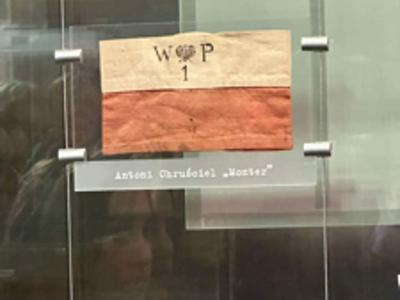 W P
1
Antoni Chruściel „Monter”